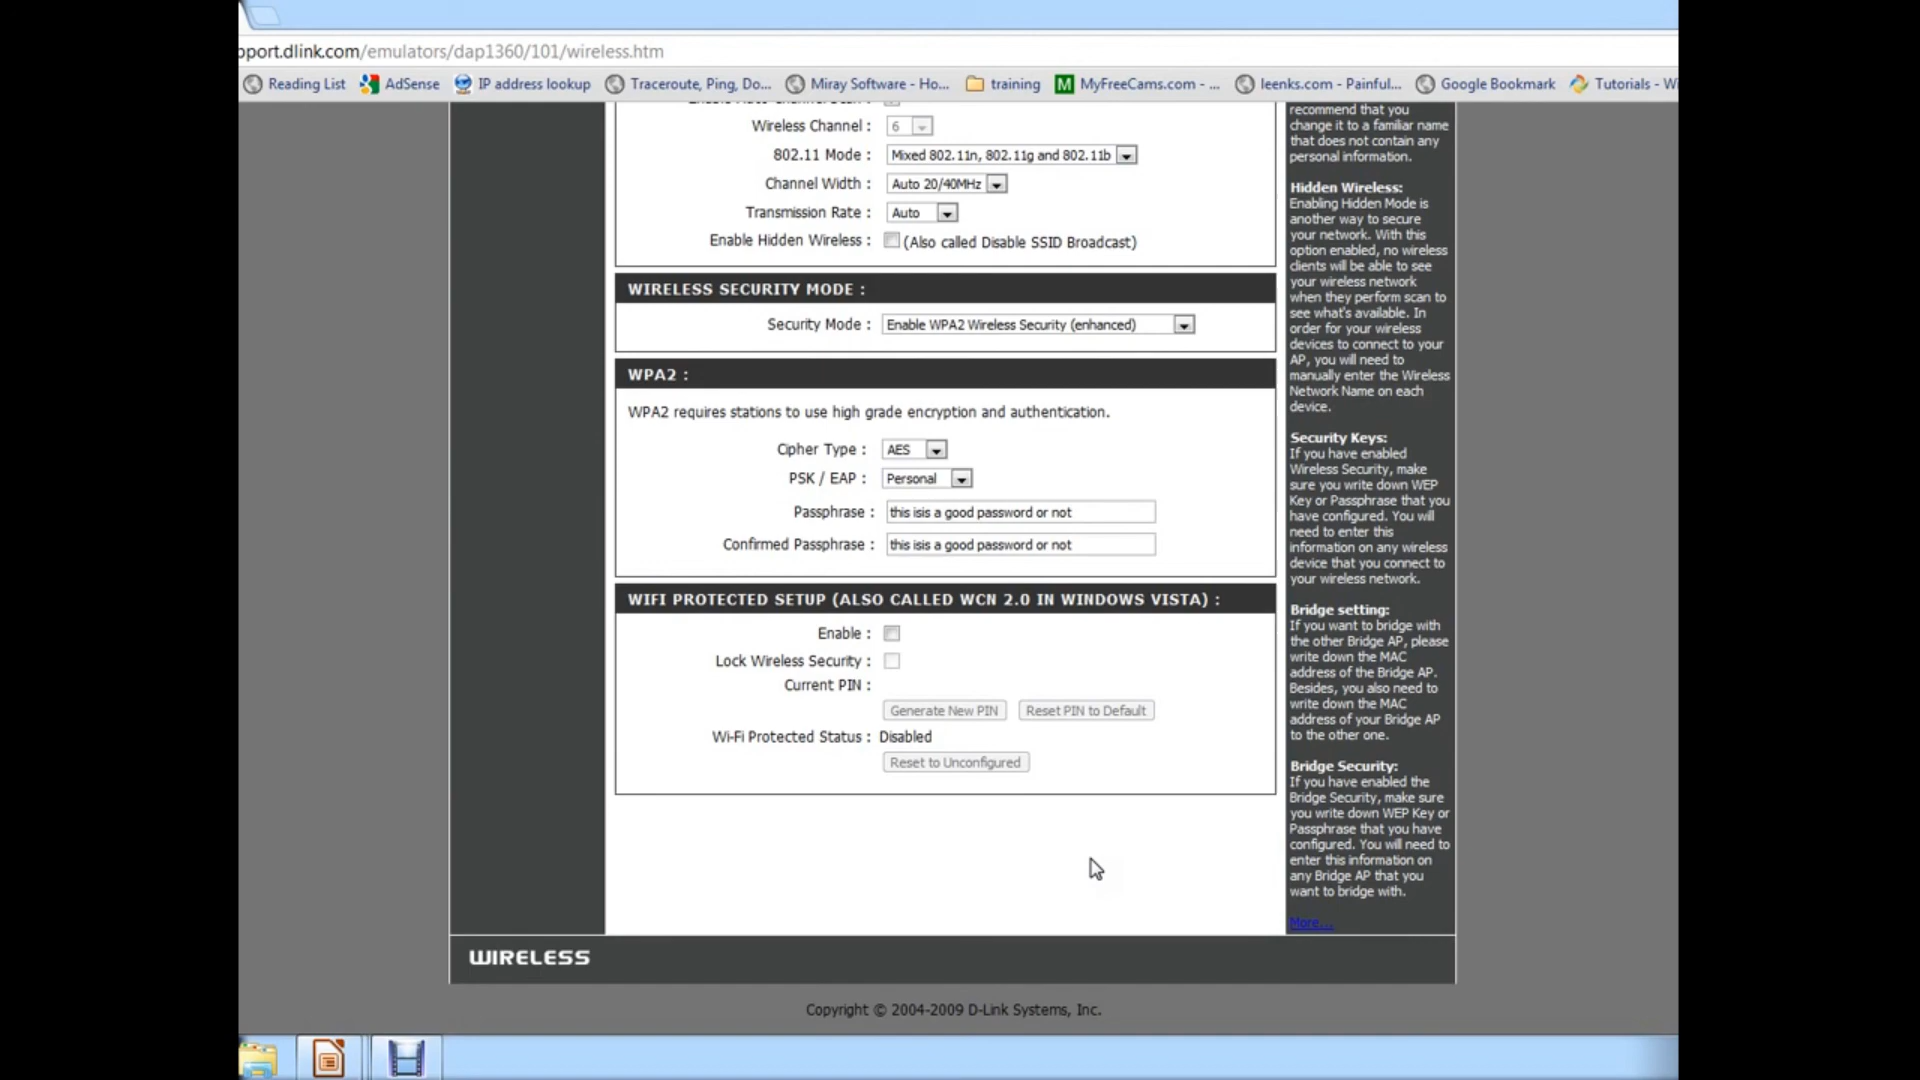 pport.dlink.com/emulators/dap1360/101/wireless.htm
Reading List AdSense IP address lookup Traceroute, Ping, Do... Miray Software - Ho... training MyFreeCams.com - ... leenks.com - Painful... Google Bookmark Tutorials - Wi
Wireless Channel : 6
802.11 Mode : Mixed 802.11n, 802.11g and 802.11b
Channel Width : Auto 20/40MHz
Transmission Rate : Auto
Enable Hidden Wireless : (Also called Disable SSID Broadcast)
WIRELESS SECURITY MODE :
Security Mode : Enable WPA2 Wireless Security (enhanced)
WPA2 :
WPA2 requires stations to use high grade encryption and authentication.
Cipher Type : AES
PSK / EAP : Personal
Passphrase : this isis a good password or not
Confirmed Passphrase : this isis a good password or not
WIFI PROTECTED SETUP (ALSO CALLED WCN 2.0 IN WINDOWS VISTA) :
Enable :
Lock Wireless Security :
Current PIN :
Generate New PIN Reset PIN to Default
Wi-Fi Protected Status : Disabled
Reset to Unconfigured
recommend that you
change it to a familiar name
that does not contain any
personal information.
Hidden Wireless:
Enabling Hidden Mode is
another way to secure
your network. With this
option enabled, no wireless
clients will be able to see
your wireless network
when they perform scan to
see what's available. In
order for your wireless
devices to connect to your
AP, you will need to
manually enter the Wireless
Network Name on each
device.
Security Keys:
If you have enabled
Wireless Security, make
sure you write down WEP
Key or Passphrase that you
have configured. You will
need to enter this
information on any wireless
device that you connect to
your wireless network.
Bridge setting:
If you want to bridge with
the other Bridge AP, please
write down the MAC
address of the Bridge AP.
Besides, you also need to
write down the MAC
address of your Bridge AP
to the other one.
Bridge Security:
If you have enabled the
Bridge Security, make sure
you write down WEP Key or
Passphrase that you have
configured. You will need to
enter this information on
any Bridge AP that you
want to bridge with.
More...
WIRELESS
Copyright © 2004-2009 D-Link Systems, Inc.